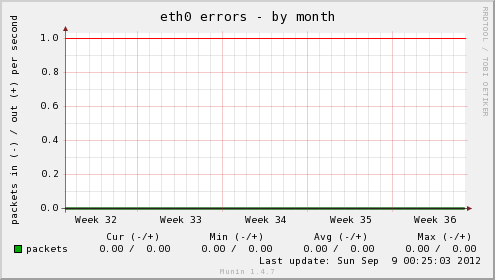 eth0 errors - by month
RRDTOOL / TOBI OETIKER
packets in (-) / out (+) per second
1.0
0.8
0.6
0.4
0.2
0.0
Week 32 Week 33 Week 34 Week 35 Week 36
Cur (-/+) Min (-/+) Avg (-/+) Max (-/+)
packets 0.00 / 0.00 0.00 / 0.00 0.00 / 0.00 0.00 / 0.00
Last update: Sun Sep 9 00:25:03 2012
Munin 1.4.7